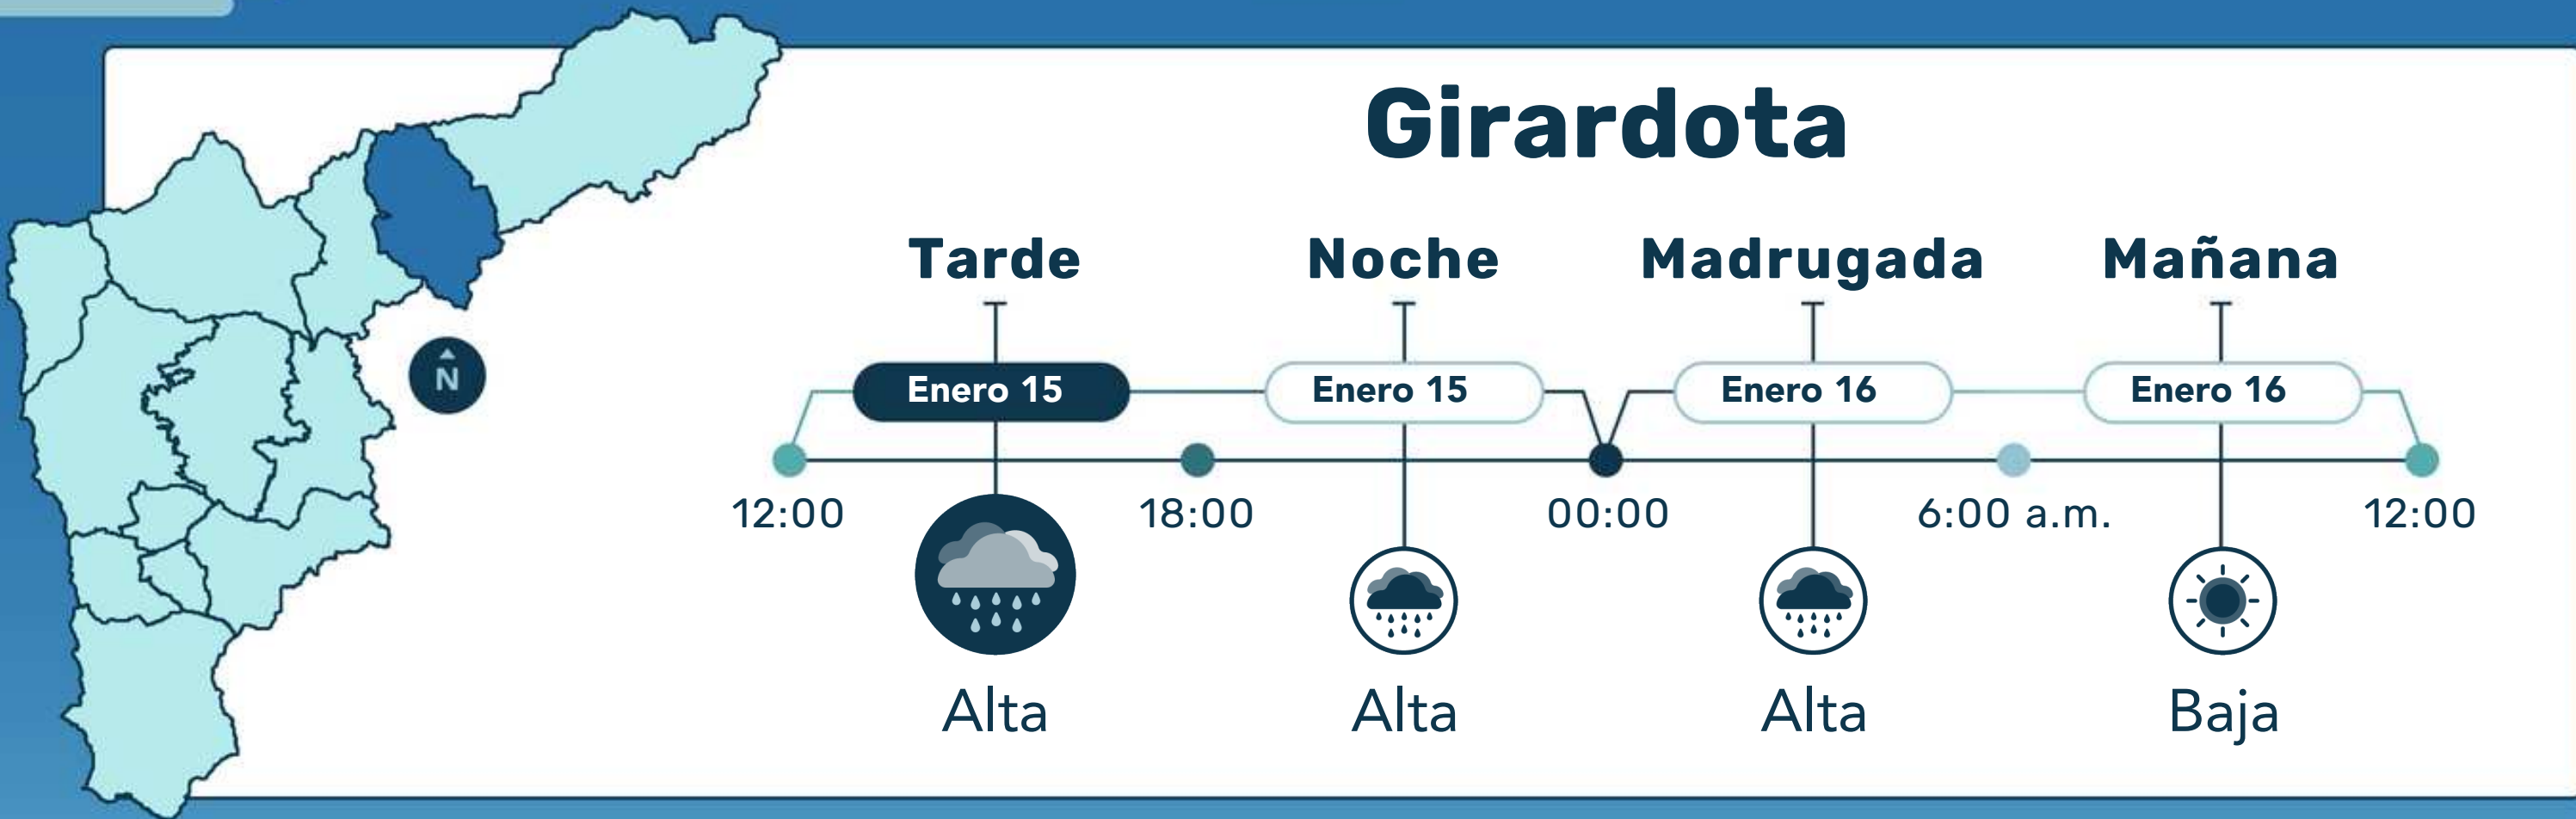 Girardota
Tarde Noche Madrugada Mañana
N
Enero 15 Enero 15 Enero 16 Enero 16
12:00 18:00 00:00 6:00 a.m. 12:00
Alta Alta Alta Baja